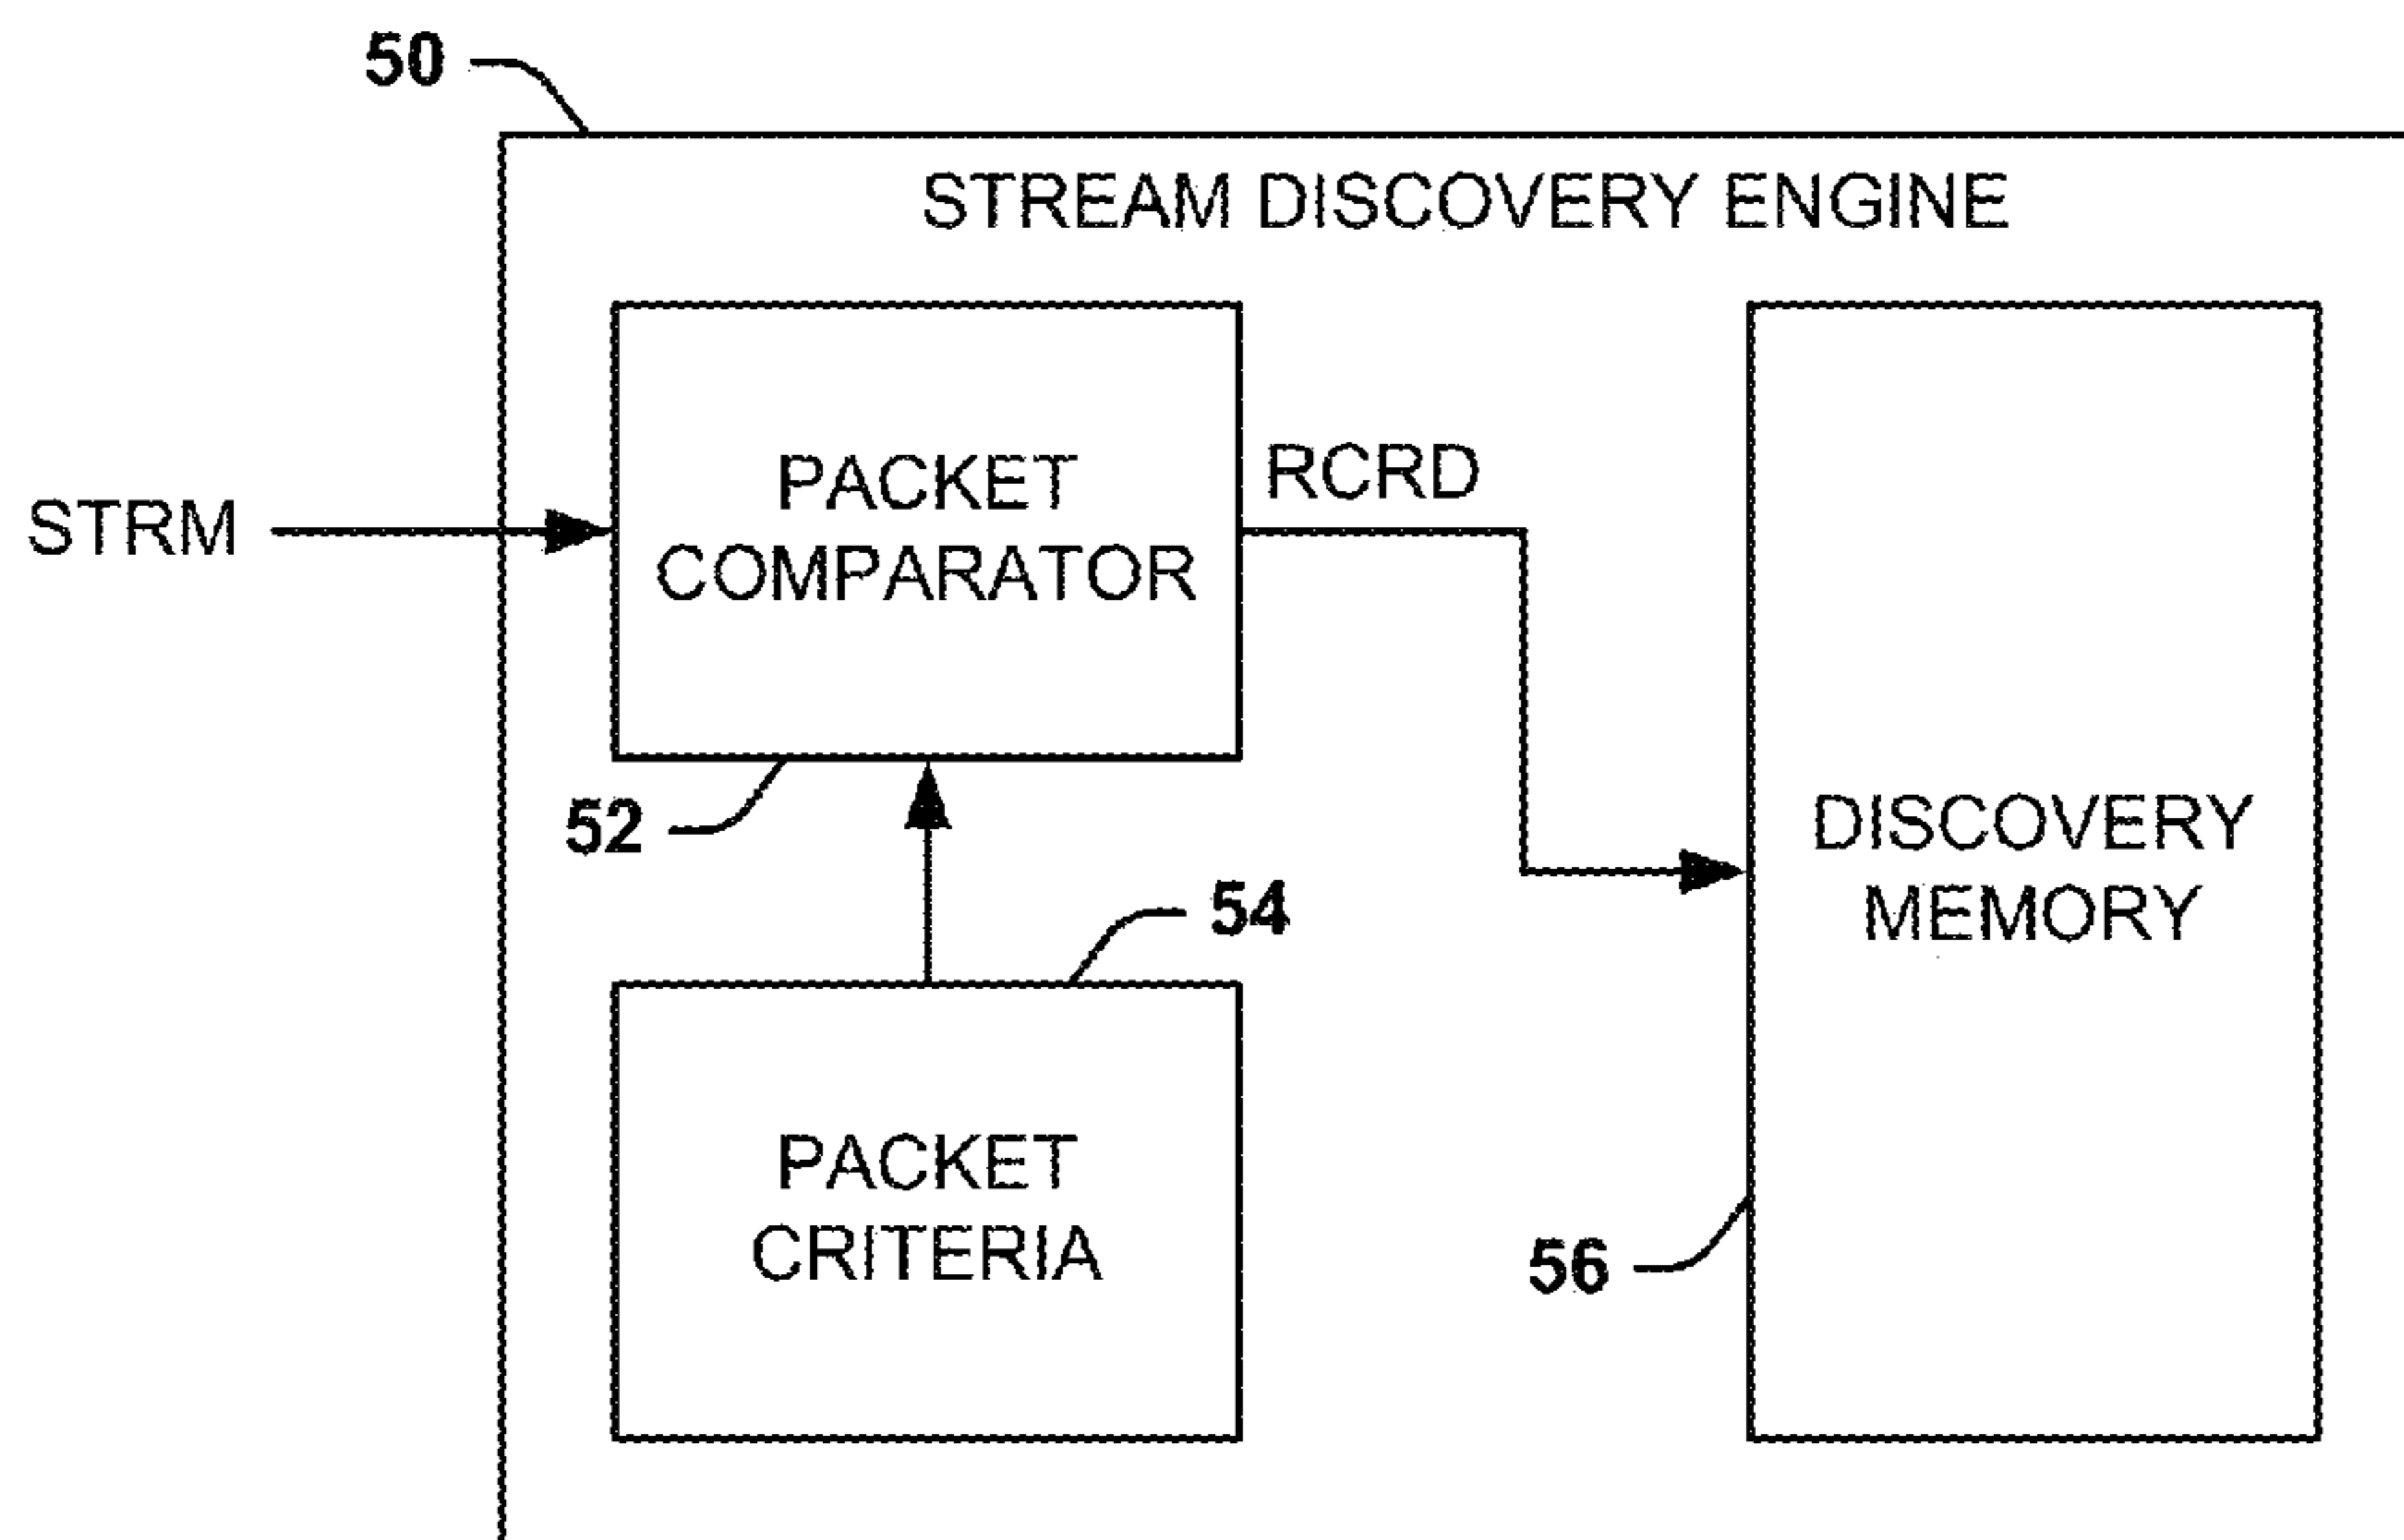 50
STREAM DISCOVERY ENGINE
STRM
PACKET
COMPARATOR
RCRD
52
54
DISCOVERY
MEMORY
PACKET
CRITERIA
56